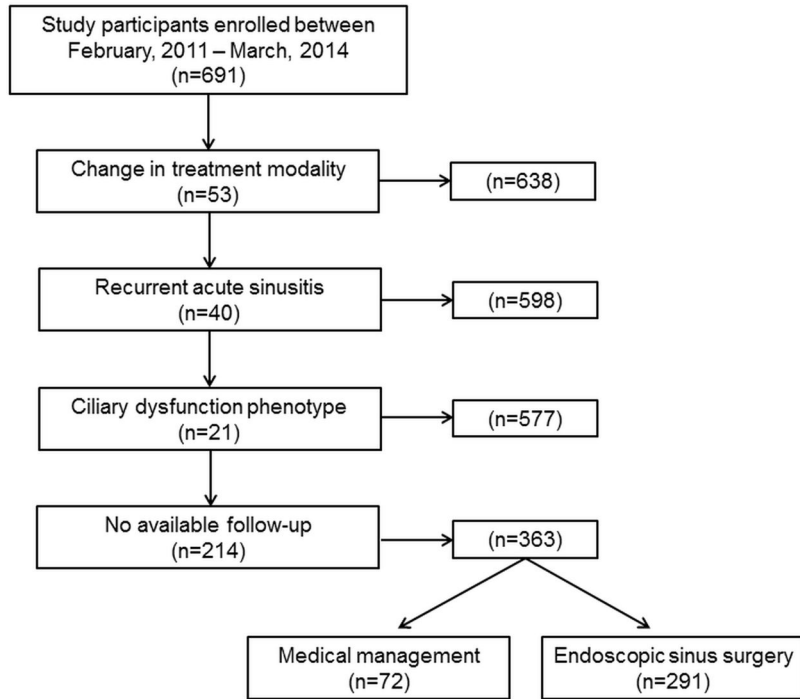 Study participants enrolled between
February, 2011 – March, 2014
(n=691)
Change in treatment modality
(n=53)
(n=638)
Recurrent acute sinusitis
(n=40)
(n=598)
Ciliary dysfunction phenotype
(n=21)
(n=577)
No available follow-up
(n=214)
(n=363)
Medical management
(n=72)
Endoscopic sinus surgery
(n=291)